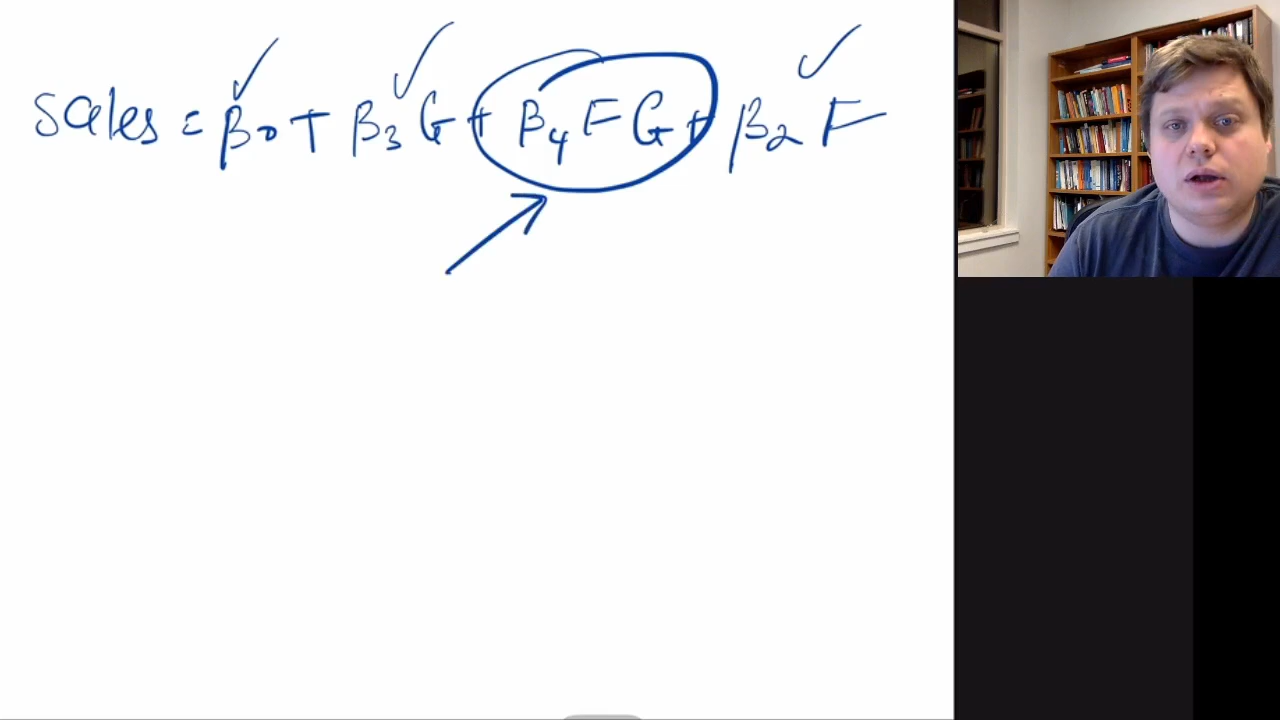 sales = β0 + β3 G + β4 F G + β2 F